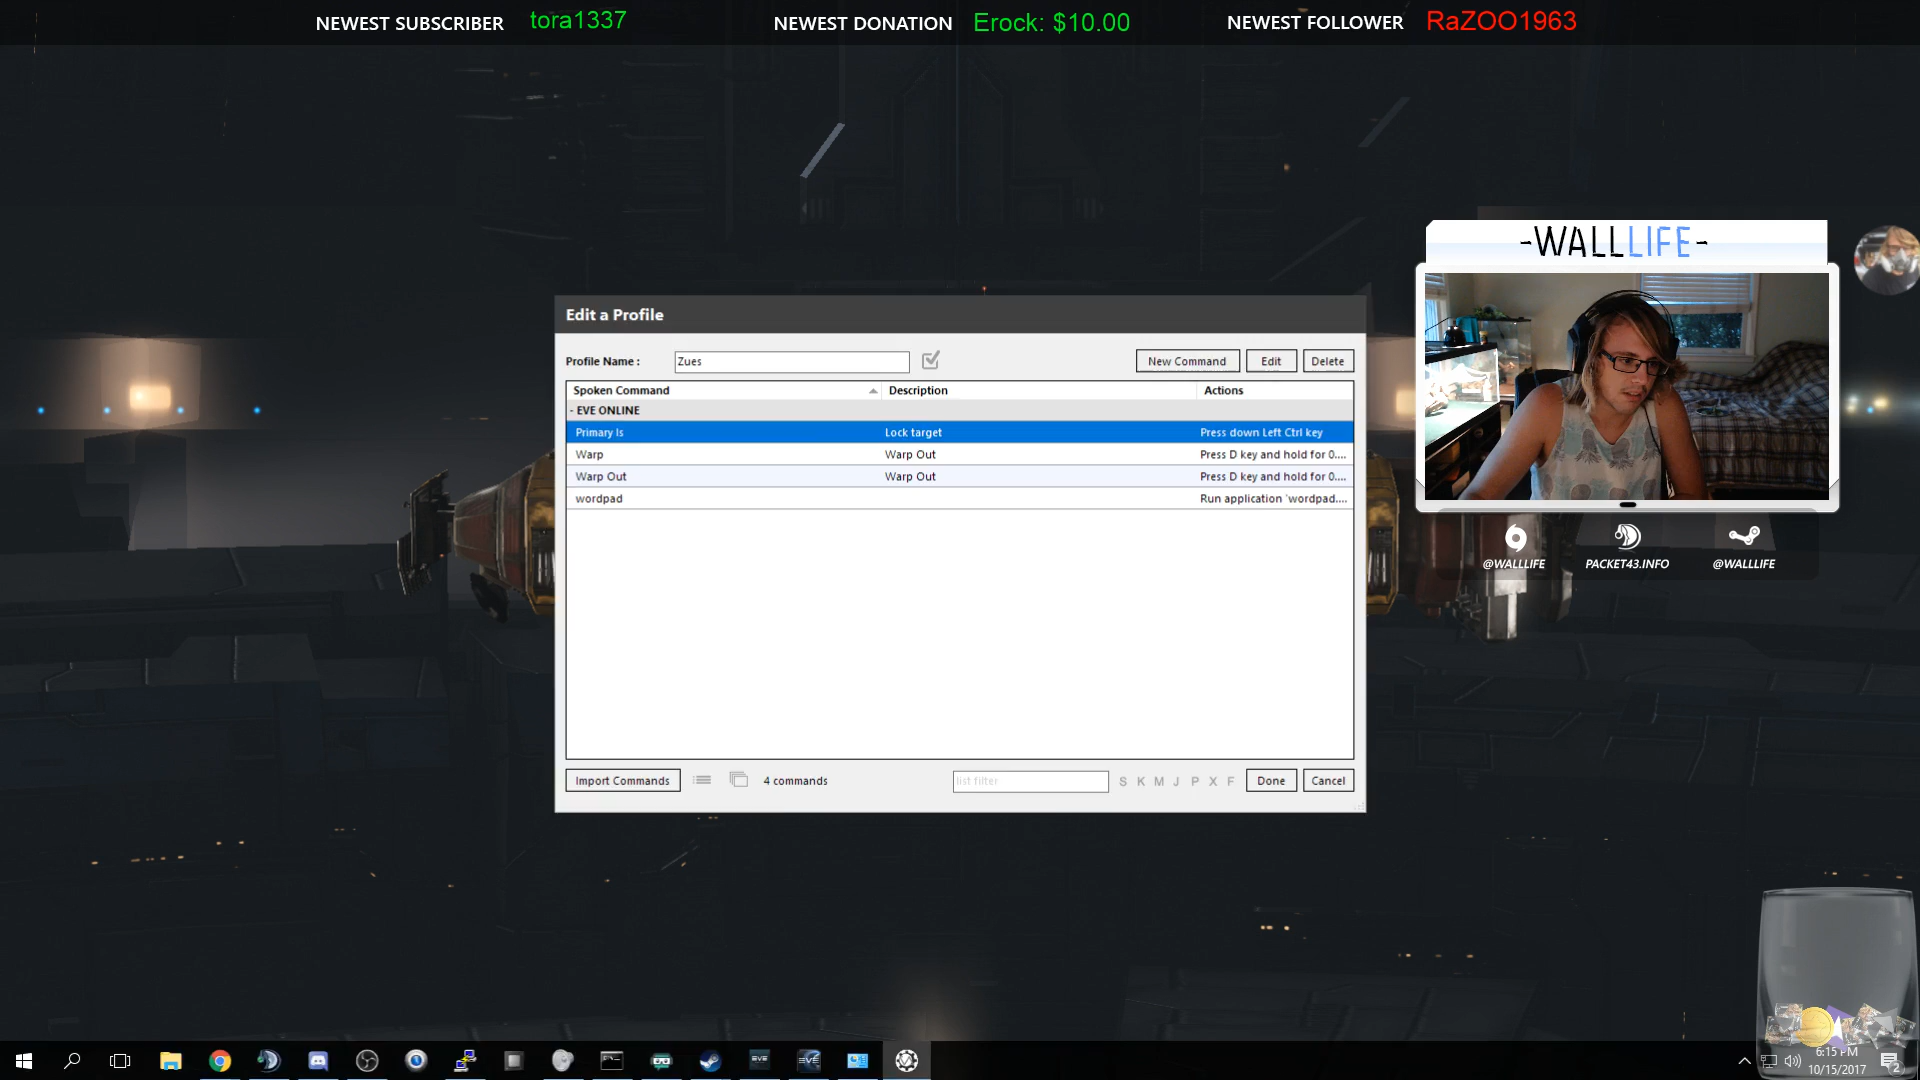 NEWEST SUBSCRIBER tora1337 NEWEST DONATION Erock: $10.00 NEWEST FOLLOWER RaZOO1963
-WALLLIFE-
Edit a Profile
Profile Name : Zues New Command Edit Delete
Spoken Command Description Actions
- EVE ONLINE
Primary Is Lock target Press down Left Ctrl key
Warp Warp Out Press D key and hold for 0....
Warp Out Warp Out Press D key and hold for 0....
wordpad Run application 'wordpad....
@WALLLIFE PACKET43.INFO @WALLLIFE
Import Commands 4 commands list filter S K M J P X F Done Cancel
EVE EVE
6:15 PM
10/15/2017 2